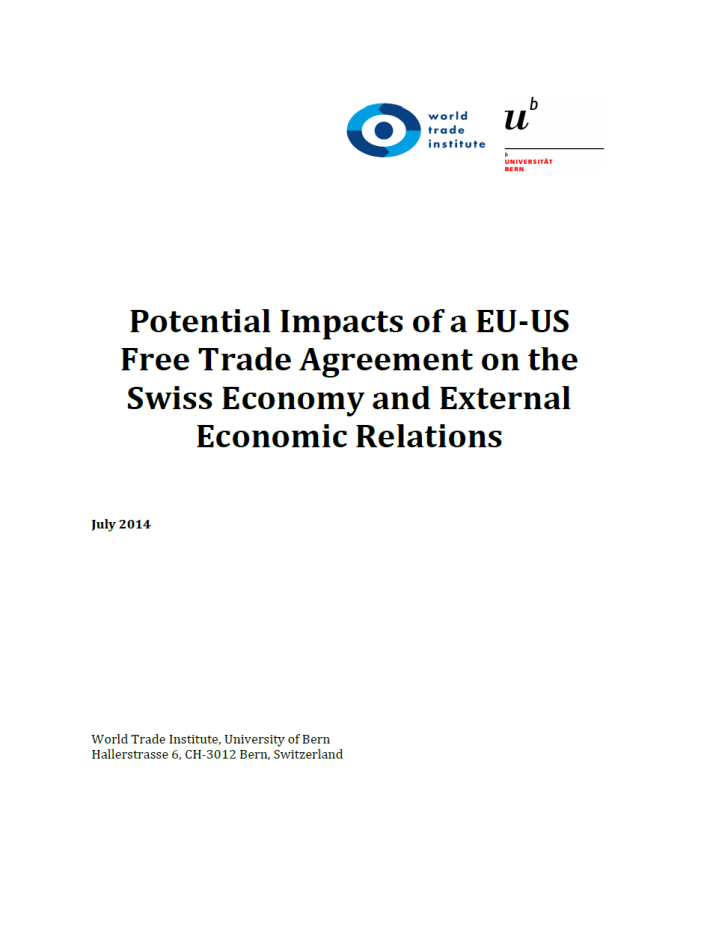 world
trade
institute
u
b
b
UNIVERSITÄT
BERN
Potential Impacts of a EU-US
Free Trade Agreement on the
Swiss Economy and External
Economic Relations
July 2014
World Trade Institute, University of Bern
Hallerstrasse 6, CH-3012 Bern, Switzerland